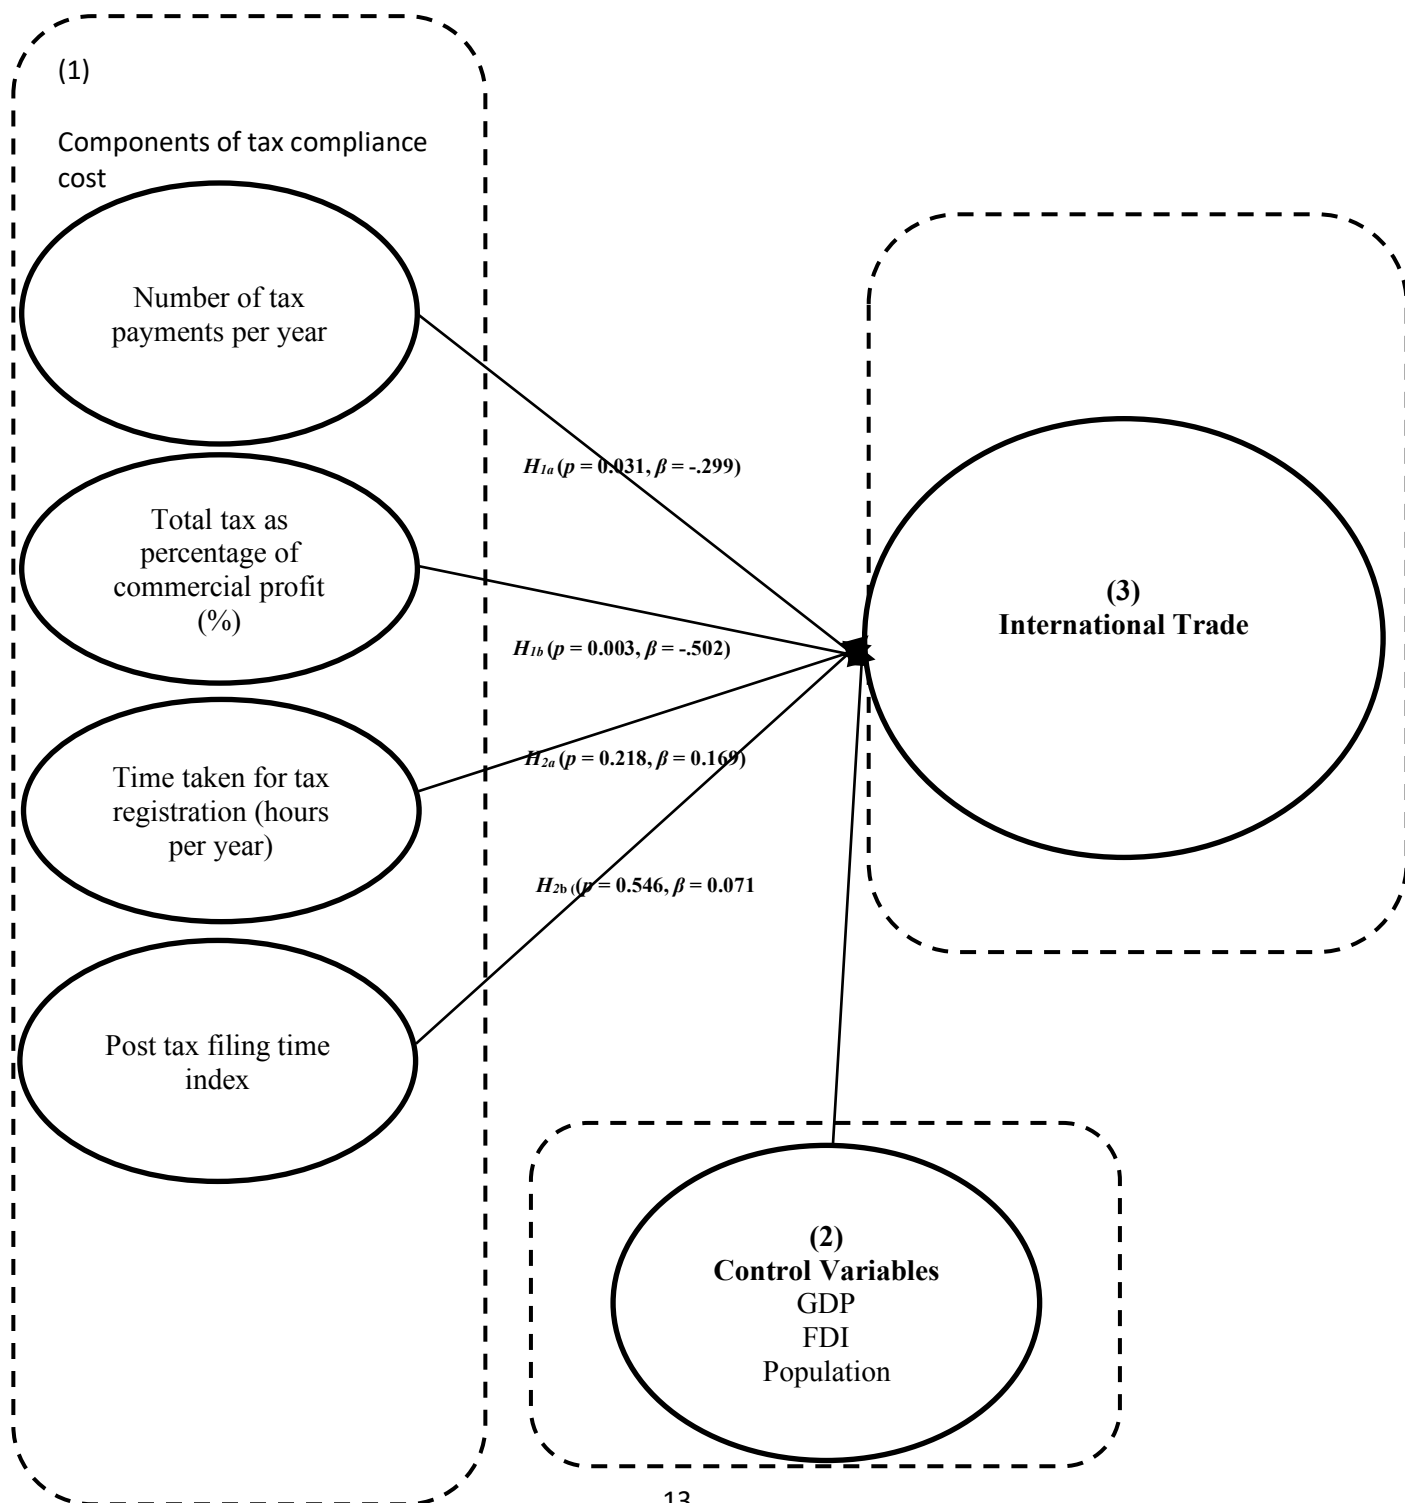 (1)
Components of tax compliance
cost
Number of tax
payments per year
Total tax as
percentage of
commercial profit
(%)
Time taken for tax
registration (hours
per year)
Post tax filing time
index
H1a (p = 0.031, β = -.299)
H1b (p = 0.003, β = -.502)
H2a (p = 0.218, β = 0.169)
H2b ((p = 0.546, β = 0.071
(3)
International Trade
(2)
Control Variables
GDP
FDI
Population
13